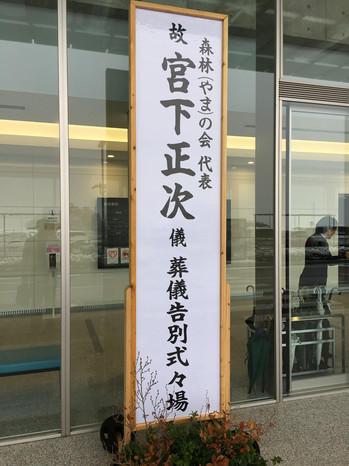 森林(やま)の会 代表
故 宮下正次 儀 葬儀告別式々場